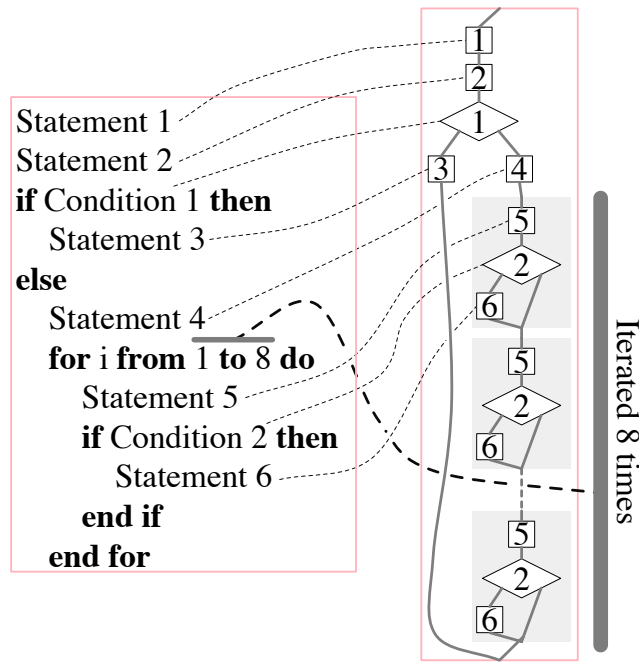 Statement 1
Statement 2
if Condition 1 then
Statement 3
else
Statement 4
for i from 1 to 8 do
Statement 5
if Condition 2 then
Statement 6
end if
end for
1
2
1
3 4
5
2
6
5
2
6
5
2
6
Iterated 8 times